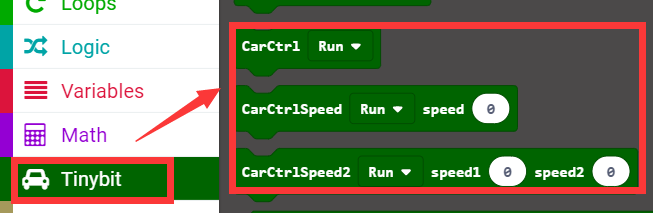 Loops
Logic
Variables
Math
Tinybit
CarCtrl Run
CarCtrlSpeed Run speed 0
CarCtrlSpeed2 Run speed1 0 speed2 0